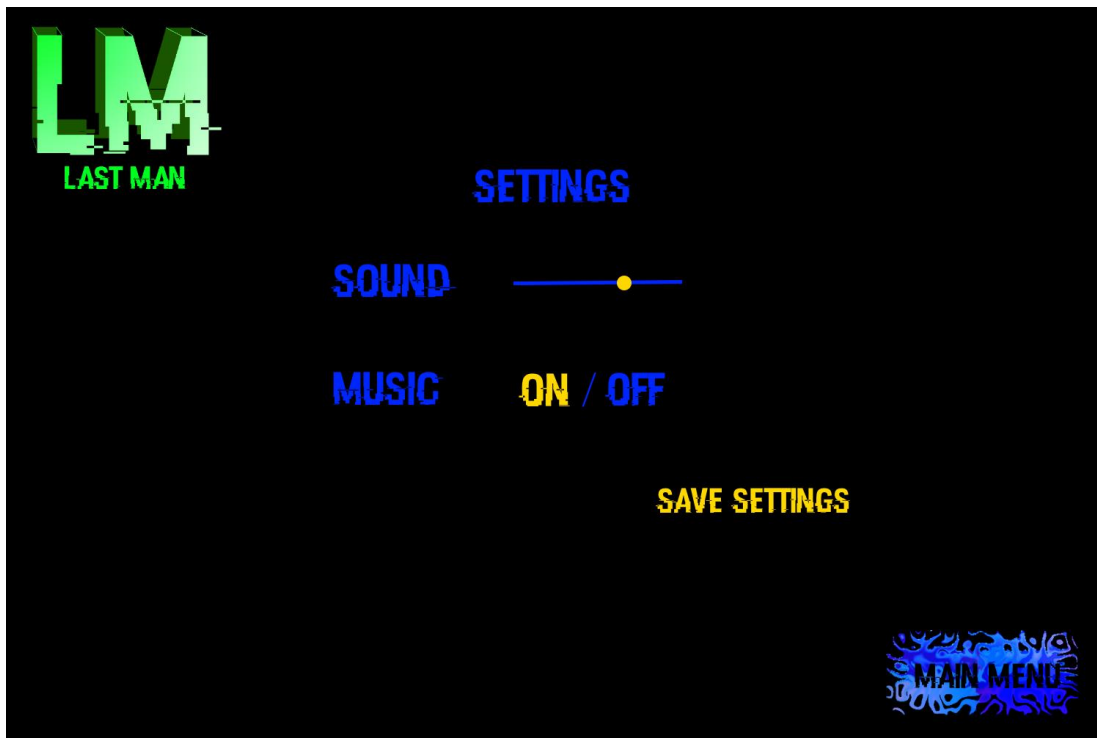 LM
LAST MAN
SETTINGS
SOUND
MUSIC ON / OFF
SAVE SETTINGS
MAIN MENU